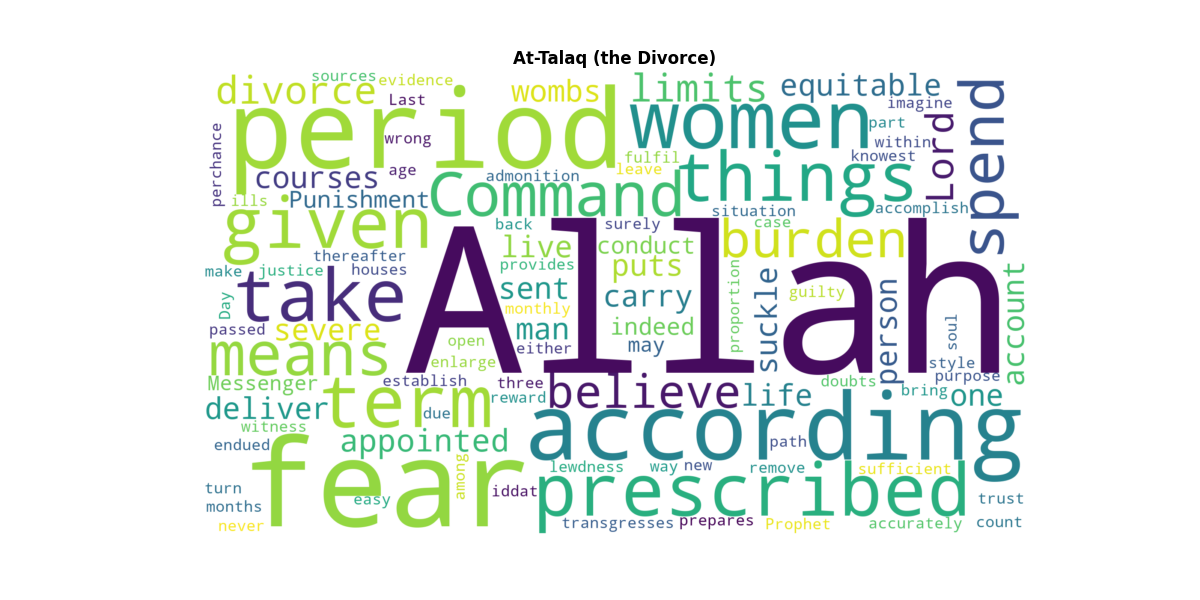 At-Talaq (the Divorce)
sources
evidence
divorce
Last
wombs
limits
equitable
spend
period
wrong
women
imagine
part
Lord
within
perchance
courses
age
admonition
fulfil
leave
things
knowest
ills
Punishment
Command
situation
accomplish
given
back
surely
case
burden
thereafter
live
conduct
provides
puts
make
justice
houses
take
Allah
sent
carry
proportion
suckle
guilty
person
account
Day
monthly
passed
severe
man
indeed
soul
open
either
may
means
enlarge
style
purpose
Messenger
establish
three
believe
doubts
bring
one
reward
life
deliver
term
due
according
witness
endued
appointed
path
fear
among
lewdness
way
new
remove
sufficient
turn
easy
iddat
prescribed
trust
months
never
transgresses
prepares
Prophet
accurately
count